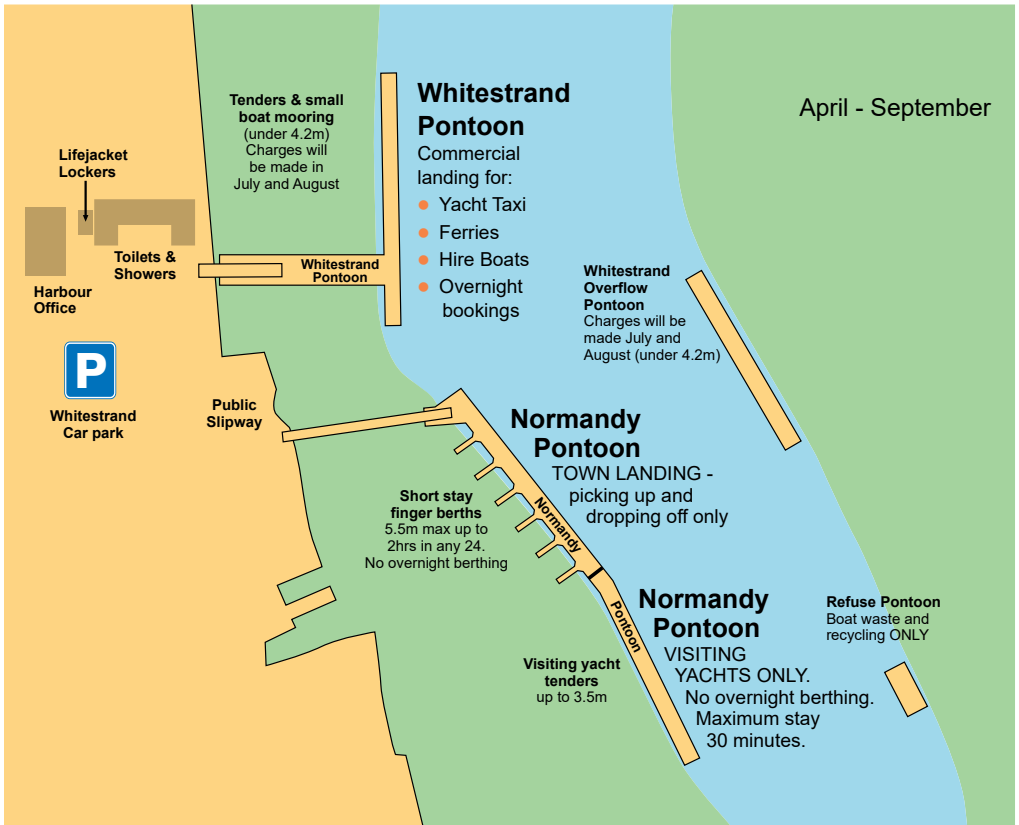 April - September
Tenders & small
boat mooring
(under 4.2m)
Charges will
be made in
July and August
Whitestrand
Pontoon
Commercial
landing for:
Yacht Taxi
Ferries
Hire Boats
Overnight
bookings
Lifejacket
Lockers
Toilets &
Showers
Harbour
Office
Whitestrand
Pontoon
Whitestrand
Overflow
Pontoon
Charges will be
made July and
August (under 4.2m)
P
Whitestrand
Car park
Public
Slipway
Normandy
Pontoon
TOWN LANDING -
picking up and
dropping off only
Short stay
finger berths
5.5m max up to
2hrs in any 24.
No overnight berthing
Normandy
Pontoon
Normandy
Pontoon
VISITING
YACHTS ONLY.
No overnight berthing.
Maximum stay
30 minutes.
Visiting yacht
tenders
up to 3.5m
Refuse Pontoon
Boat waste and
recycling ONLY